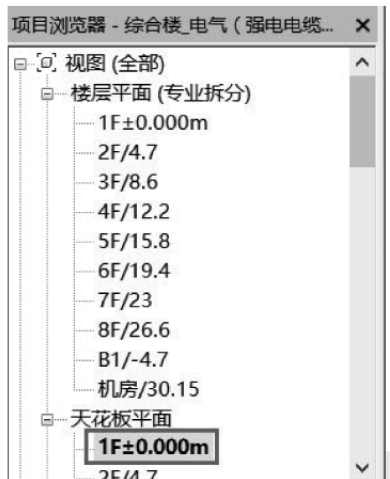 项目浏览器 - 综合楼_电气 ( 强电电缆...
视图 (全部)
楼层平面 (专业拆分)
1F±0.000m
2F/4.7
3F/8.6
4F/12.2
5F/15.8
6F/19.4
7F/23
8F/26.6
B1/-4.7
机房/30.15
天花板平面
1F±0.000m
2F/4.7